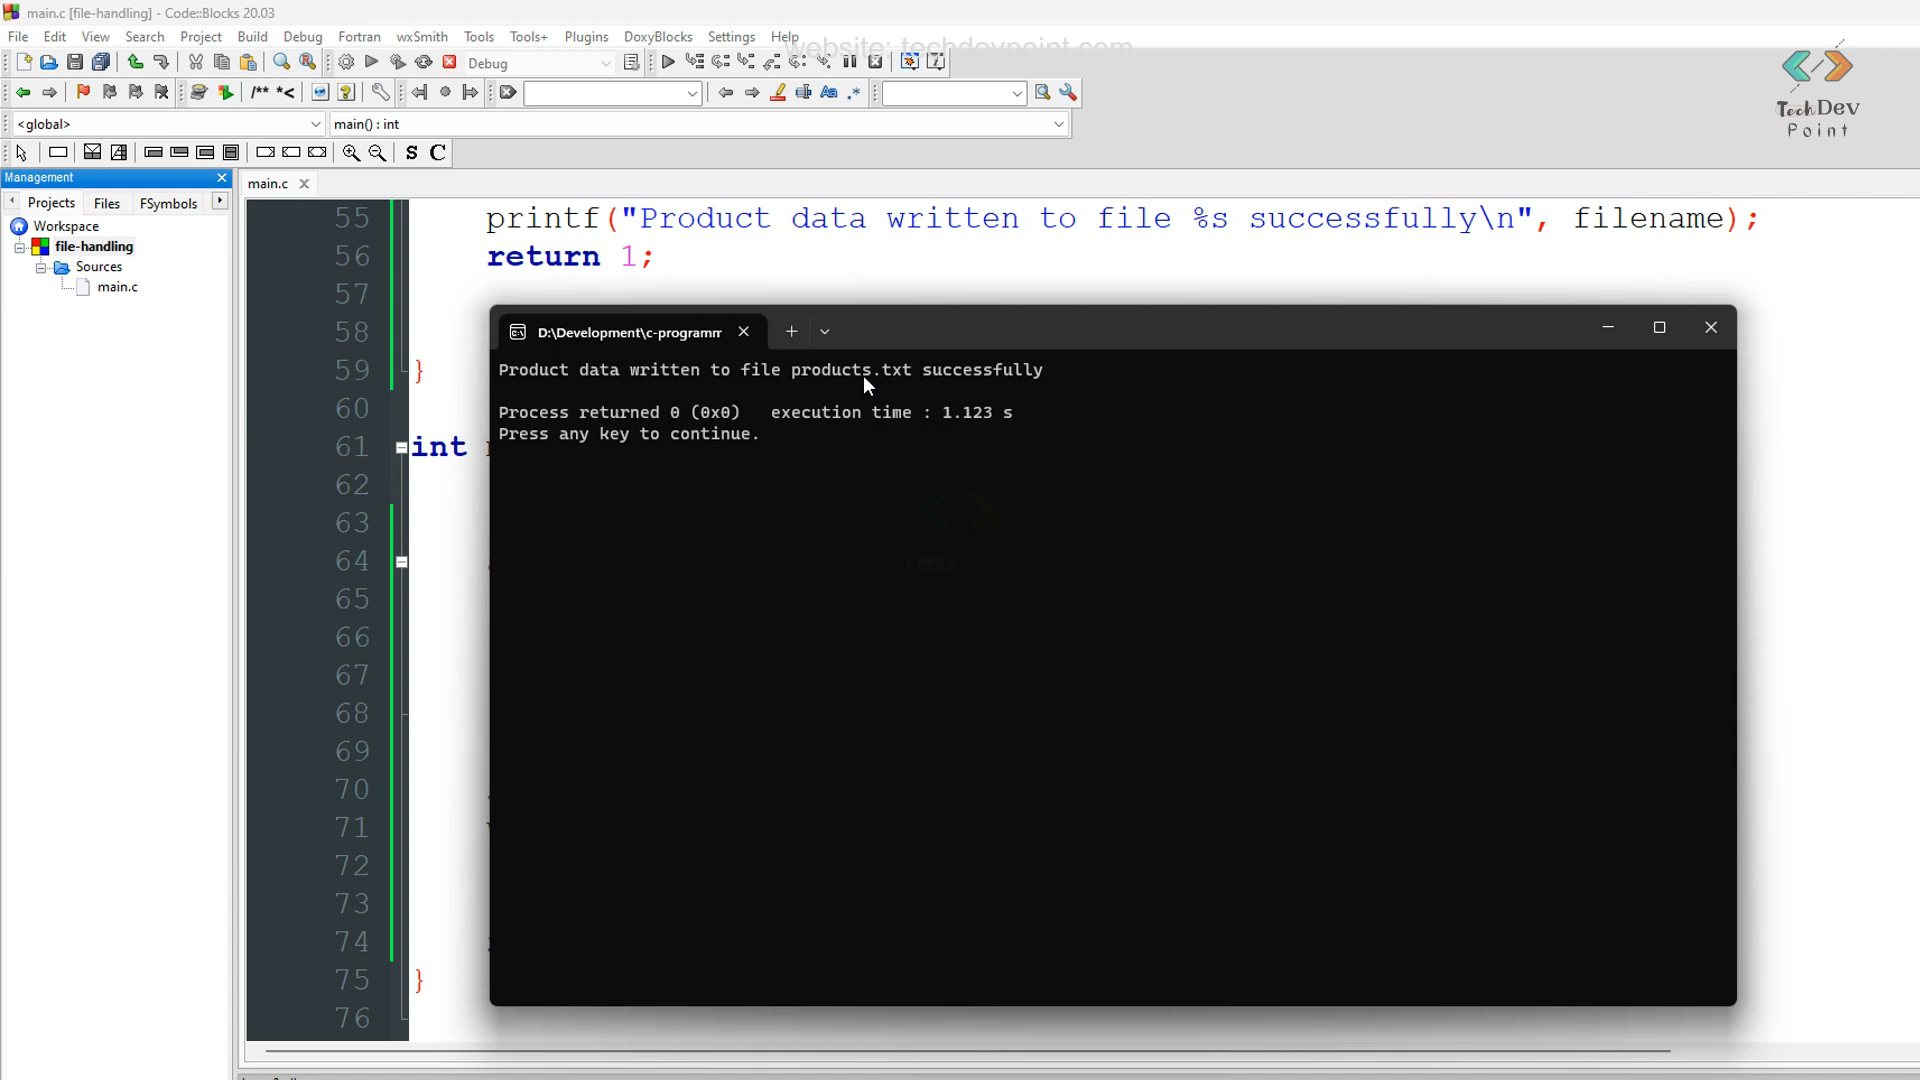 main.c [file-handling] - Code::Blocks 20.03
File Edit View Search Project Build Debug Fortran wxSmith Tools Tools+ Plugins DoxyBlocks Settings Help
website: techdevpoint.com
Debug
/** *<
<global>
main() : int
S C
TechDev
Point
Management
main.c
Projects Files FSymbols
Workspace
file-handling
Sources
main.c
55 printf("Product data written to file %s successfully\n", filename);
56 return 1;
57
58
59 }
60
61 int
62
63
64
65
66
67
68
69
70
71
72
73
74
75 }
76
D:\Development\c-programm
Product data written to file products.txt successfully
Process returned 0 (0x0) execution time : 1.123 s
Press any key to continue.